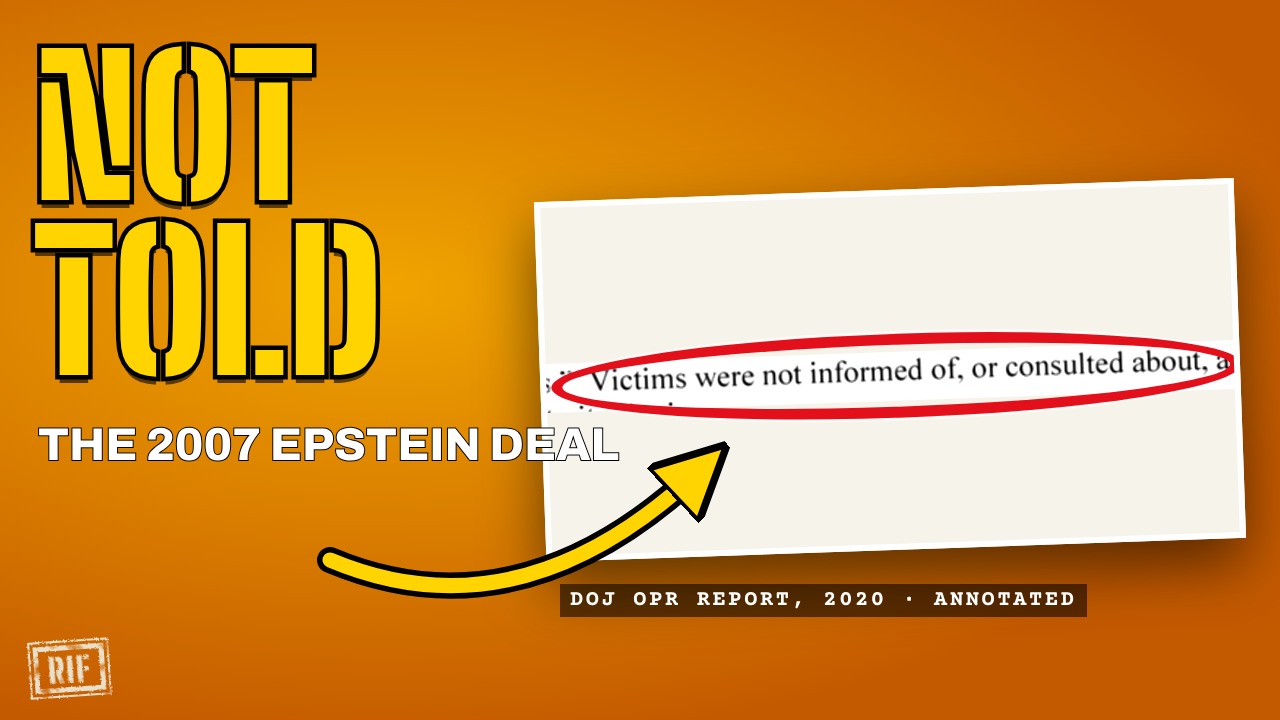 NOT
TOLD
THE 2007 EPSTEIN DEAL
Victims were not informed of, or consulted about, a
DOJ OPR REPORT, 2020 · ANNOTATED
RIF